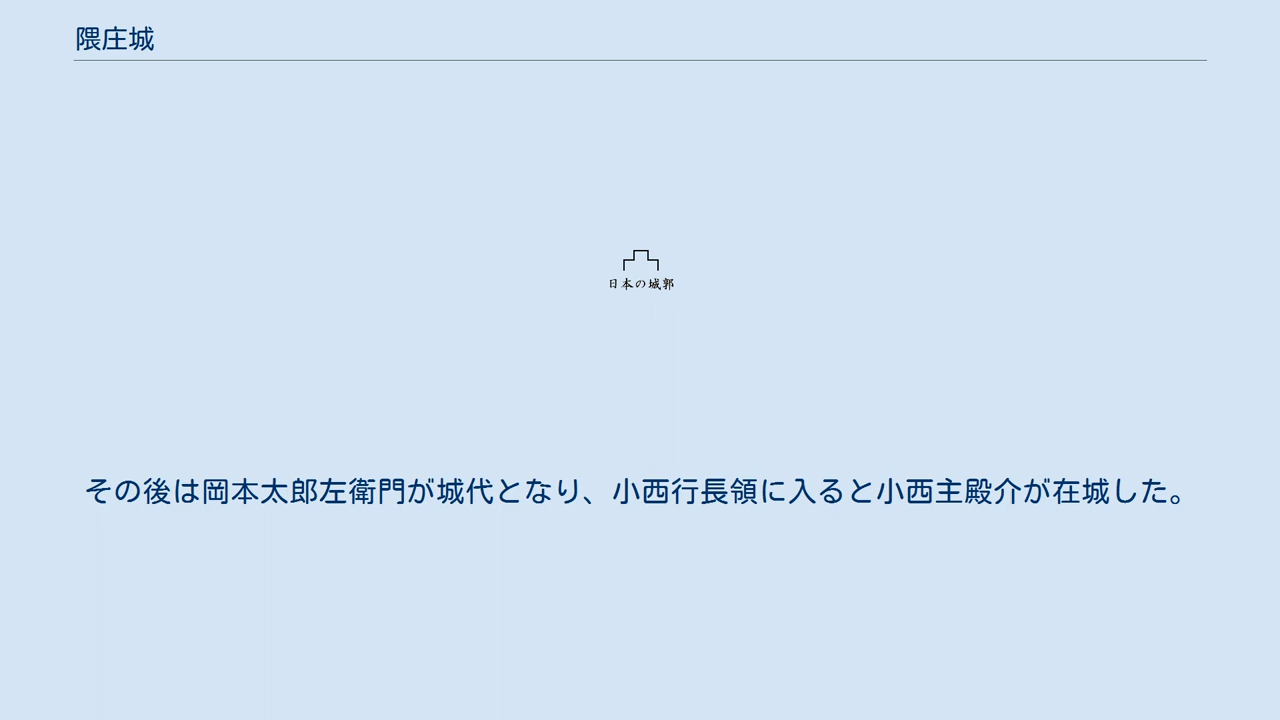 隈庄城
日本の城郭
その後は岡本太郎左衛門が城代となり、小西行長領に入ると小西主殿介が在城した。